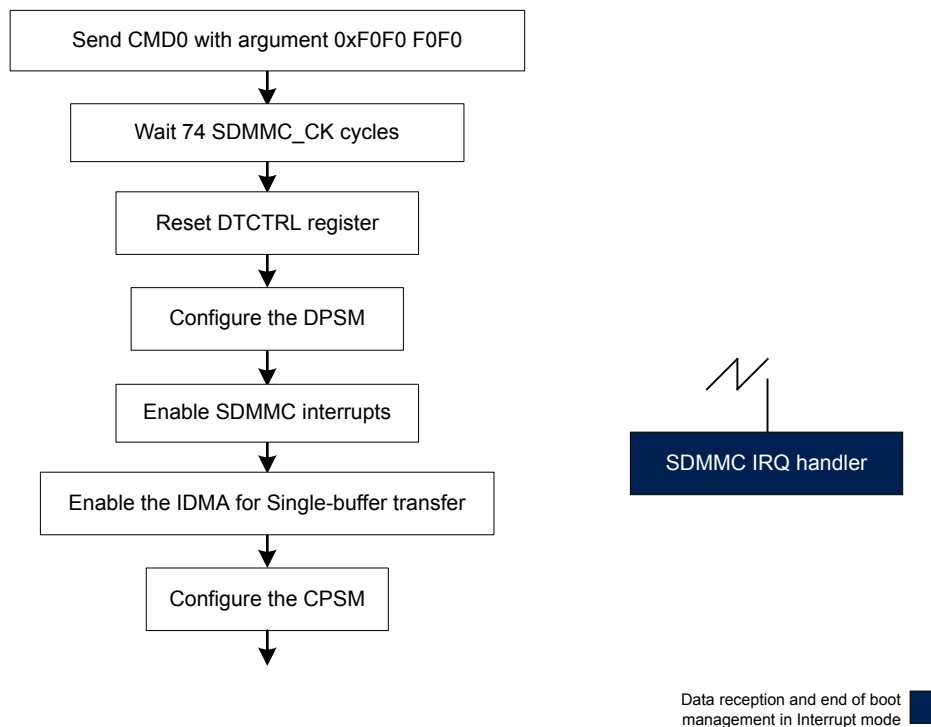 Send CMD0 with argument 0xF0F0 F0F0
Wait 74 SDMMC_CK cycles
Reset DTCTRL register
Configure the DPSM
Enable SDMMC interrupts
SDMMC IRQ handler
Enable the IDMA for Single-buffer transfer
Configure the CPSM
Data reception and end of boot
management in Interrupt mode